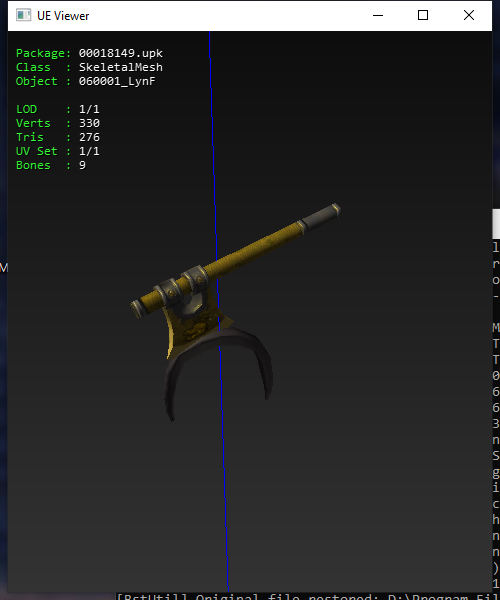 UE Viewer
Package: 00018149.upk
Class : SkeletalMesh
Object : 060001_LynF
LOD : 1/1
Verts : 330
Tris : 276
UV Set : 1/1
Bones : 9
M
l
r
o
-
M
T
T
0
6
6
3
n
S
g
i
c
h
n
n
)
1
[BstUtil] Original file restored: D:\Program Fil